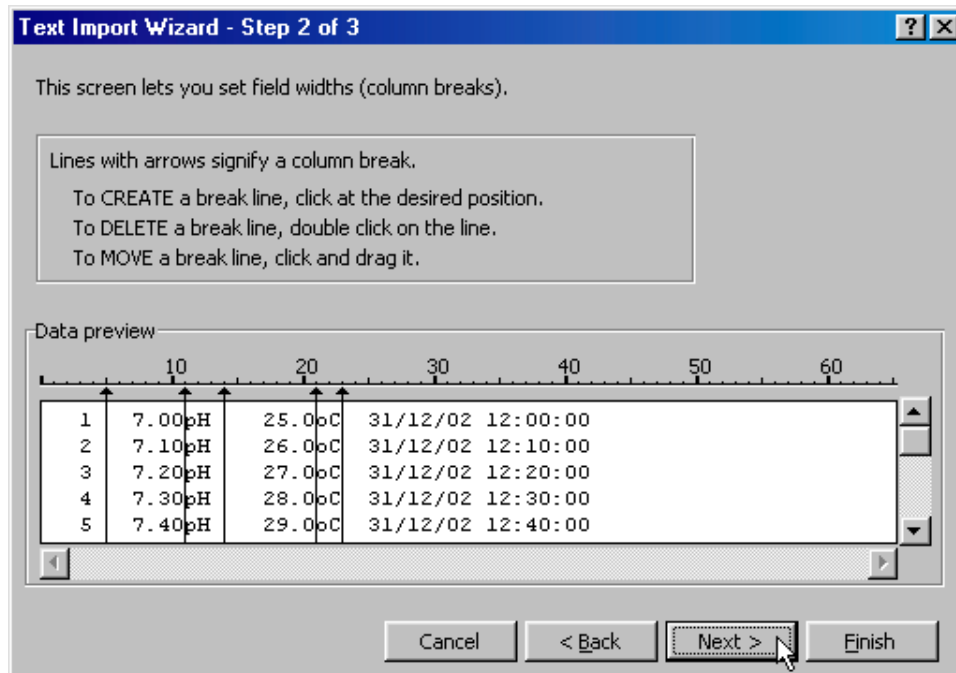 Text Import Wizard - Step 2 of 3
This screen lets you set field widths (column breaks).
Lines with arrows signify a column break.
To CREATE a break line, click at the desired position.
To DELETE a break line, double click on the line.
To MOVE a break line, click and drag it.
Data preview
10 20 30 40 50 60
1 7.00pH 25.0oC 31/12/02 12:00:00
2 7.10pH 26.0oC 31/12/02 12:10:00
3 7.20pH 27.0oC 31/12/02 12:20:00
4 7.30pH 28.0oC 31/12/02 12:30:00
5 7.40pH 29.0oC 31/12/02 12:40:00
Cancel < Back Next > Finish